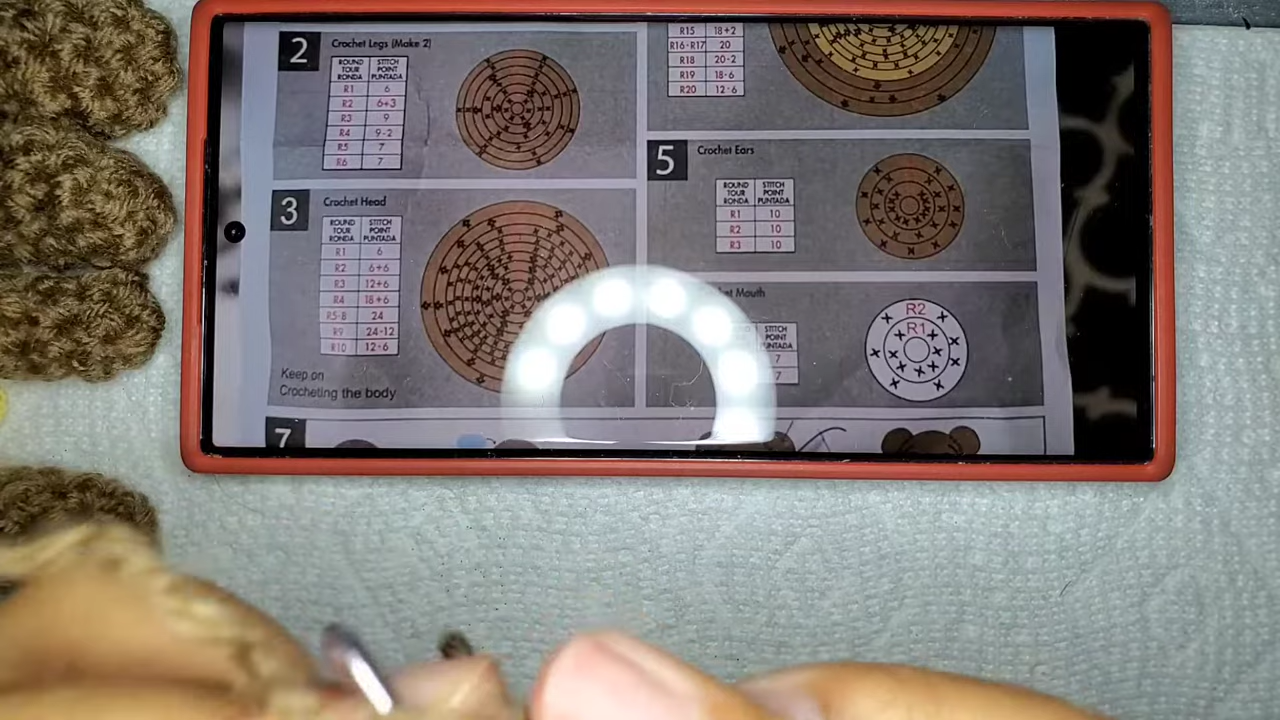 2
Crochet Legs (Make 2)
ROUND TOUR RONDA STITCH POINT PUNTADA
R1 6
R2 6+3
R3 9
R4 9-2
R5 7
R6 7
3
Crochet Head
ROUND TOUR RONDA STITCH POINT PUNTADA
R1 6
R2 6+6
R3 12+6
R4 18+6
R5-8 24
R9 24-12
R10 12-6
Keep on
Crocheting the body
R15 18+2
R16-R17 20
R18 20-2
R19 18-6
R20 12-6
5
Crochet Ears
ROUND TOUR RONDA STITCH POINT PUNTADA
R1 10
R2 10
R3 10
Mouth
STITCH POINT PUNTADA
7
7
R2
R1
7